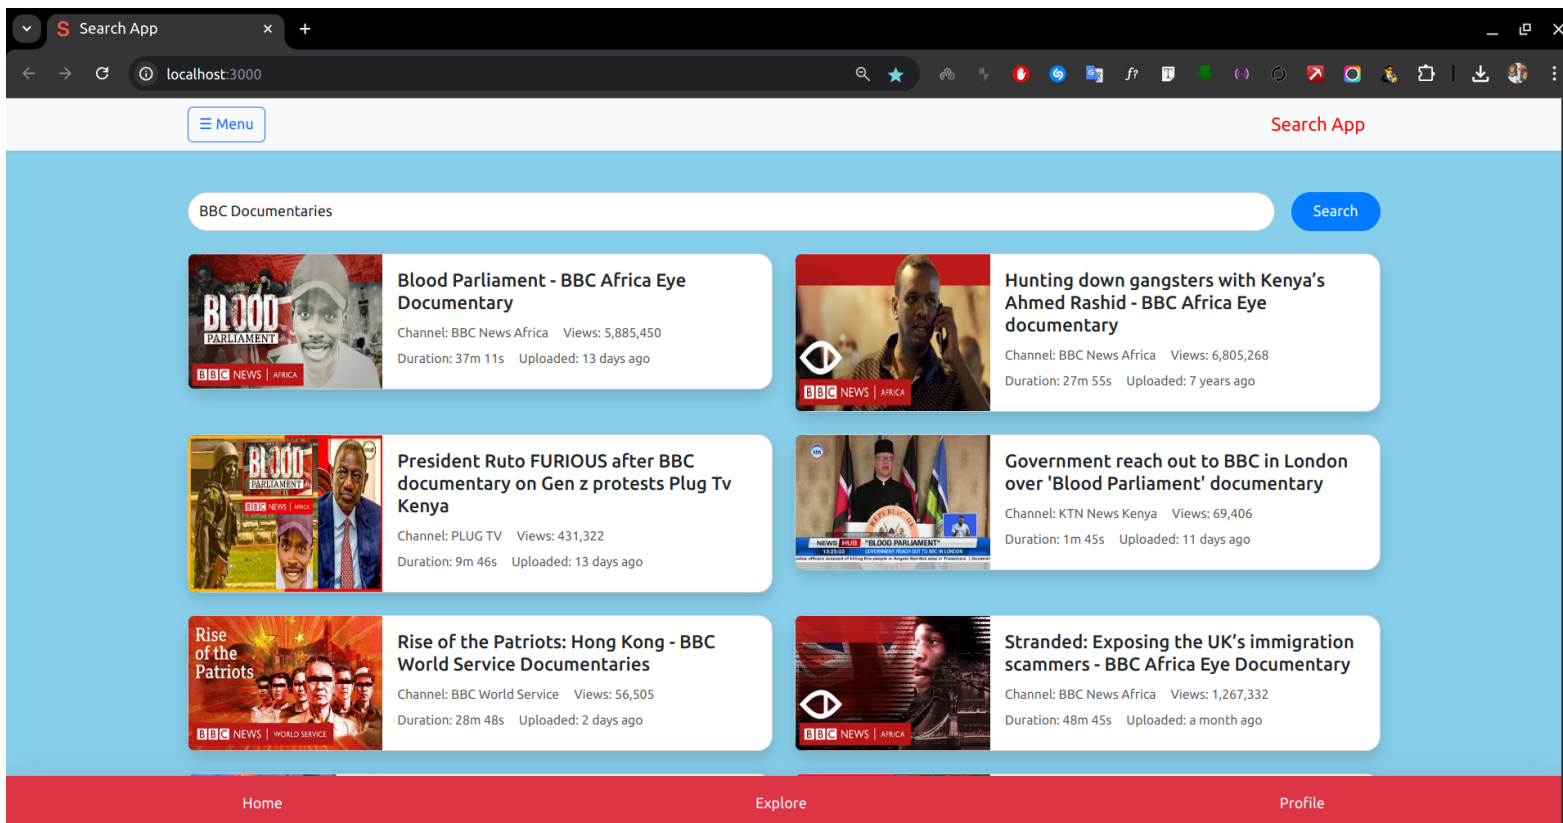 S Search App
localhost:3000
☰ Menu
Search App
BBC Documentaries
Search
BLOOD
PARLIAMENT
BBC NEWS | AFRICA
Blood Parliament - BBC Africa Eye
Documentary
Channel: BBC News Africa Views: 5,885,450
Duration: 37m 11s Uploaded: 13 days ago
BBC NEWS | AFRICA
Hunting down gangsters with Kenya’s
Ahmed Rashid - BBC Africa Eye
documentary
Channel: BBC News Africa Views: 6,805,268
Duration: 27m 55s Uploaded: 7 years ago
BLOOD
PARLIAMENT
BBC NEWS | AFRICA
President Ruto FURIOUS after BBC
documentary on Gen z protests Plug Tv
Kenya
Channel: PLUG TV Views: 431,322
Duration: 9m 46s Uploaded: 13 days ago
REPUBLIC OF
NEWS HUB "BLOOD PARLIAMENT"
13:25:03 GOVERNMENT REACH OUT TO BBC IN LONDON
Government reach out to BBC in London
over 'Blood Parliament' documentary
Channel: KTN News Kenya Views: 69,406
Duration: 1m 45s Uploaded: 11 days ago
Rise
of the
Patriots
BBC NEWS | WORLD SERVICE
Rise of the Patriots: Hong Kong - BBC
World Service Documentaries
Channel: BBC World Service Views: 56,505
Duration: 28m 48s Uploaded: 2 days ago
BBC NEWS | AFRICA
Stranded: Exposing the UK’s immigration
scammers - BBC Africa Eye Documentary
Channel: BBC News Africa Views: 1,267,332
Duration: 48m 45s Uploaded: a month ago
Home
Explore
Profile